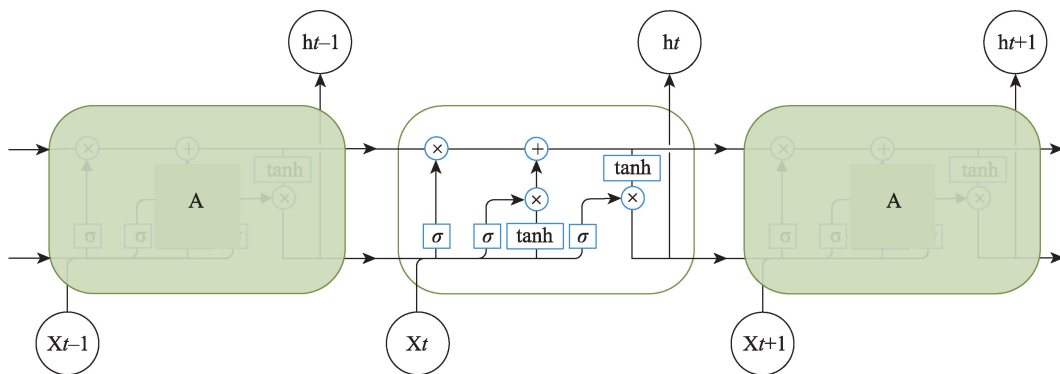 ht–1
ht
ht+1
× +
tanh
A
×
σ σ
× +
tanh
× ×
σ σ tanh σ
× +
tanh
A
×
σ σ
Xt–1
Xt
Xt+1